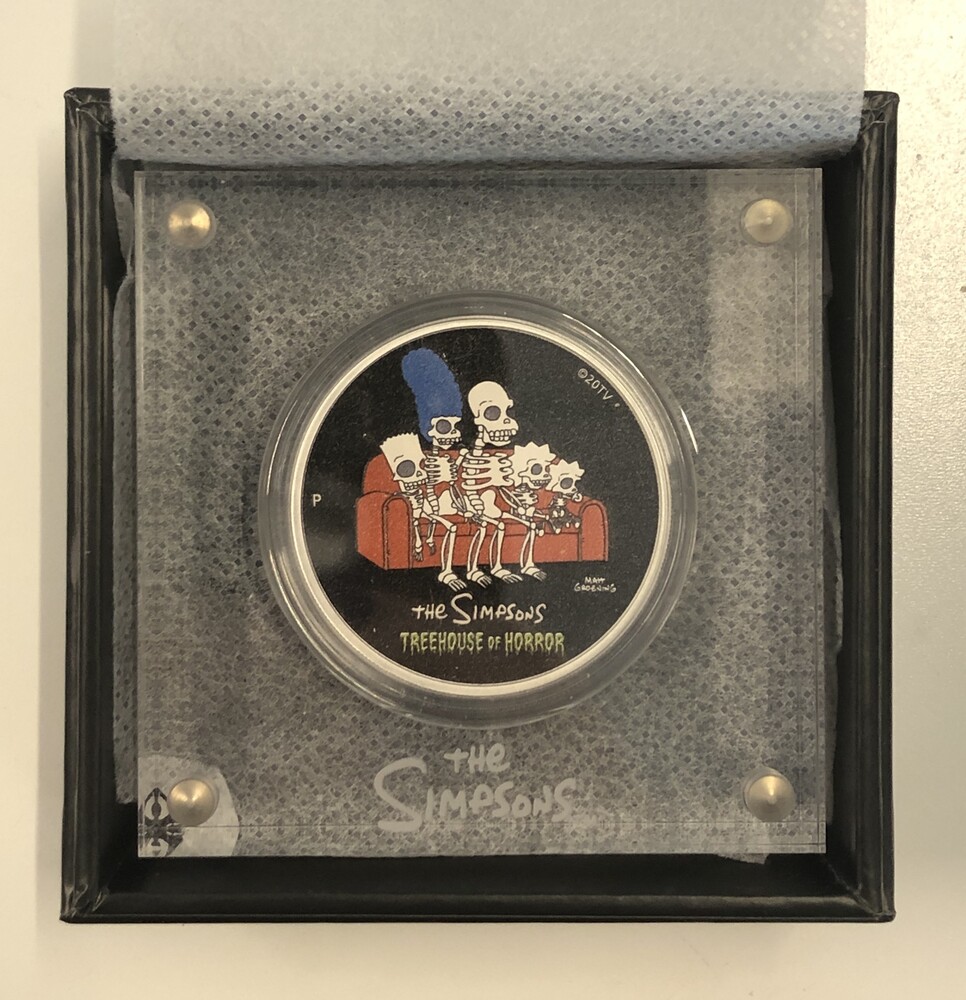 ©20TV
P
MATT
GROENING
THE SIMPSONS
TREEHOUSE OF HORROR
THE
SIMPSONS